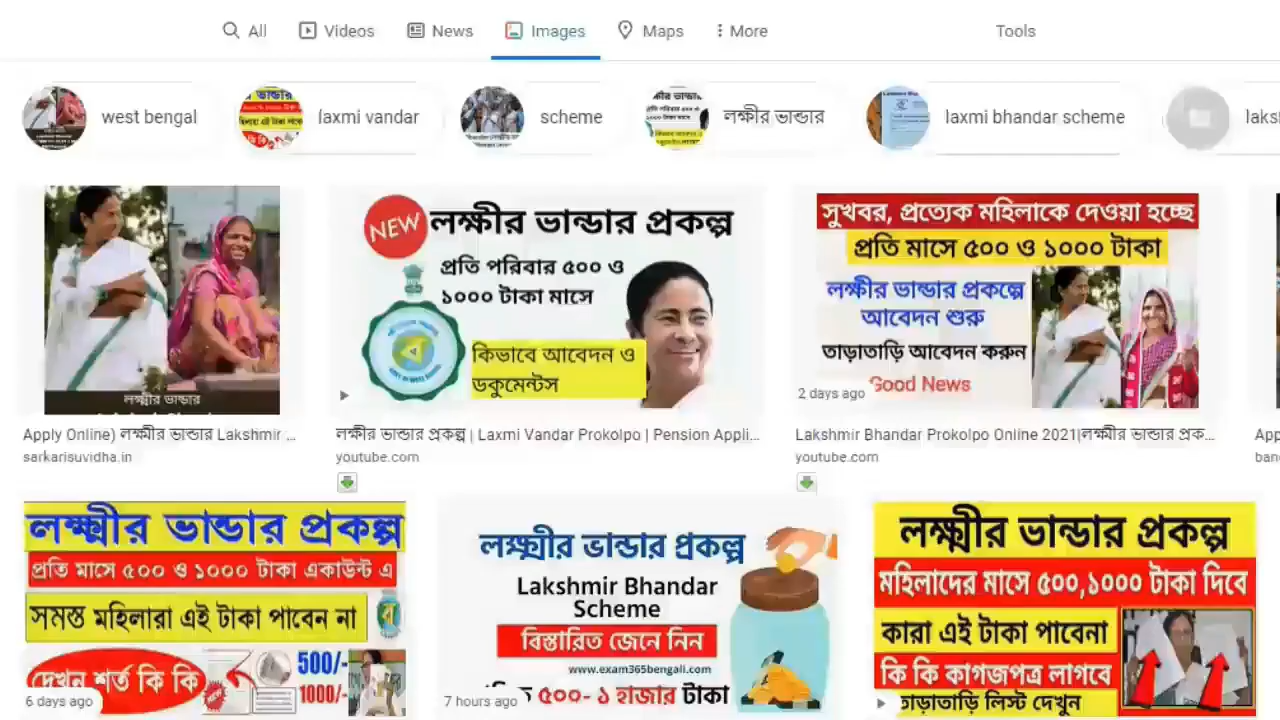 All Videos News Images Maps More Tools
west bengal laxmi vandar scheme লক্ষীর ভান্ডার laxmi bhandar scheme
NEW লক্ষীর ভান্ডার প্রকল্প
প্রতি পরিবার ৫০০ ও
১০০০ টাকা মাসে
কিভাবে আবেদন ও
ডকুমেন্টস
সুখবর, প্রত্যেক মহিলাকে দেওয়া হচ্ছে
প্রতি মাসে ৫০০ ও ১০০০ টাকা
লক্ষীর ভান্ডার প্রকল্পে
আবেদন শুরু
তাড়াতাড়ি আবেদন করুন
Good News
2 days ago
লক্ষ্মীর ভান্ডার
Apply Online) লক্ষ্মীর ভান্ডার Lakshmir ...
sarkarisuvidha.in
লক্ষীর ভান্ডার প্রকল্প | Laxmi Vandar Prokolpo | Pension Appli...
youtube.com
Lakshmir Bhandar Prokolpo Online 2021|লক্ষ্মীর ভান্ডার প্রক...
youtube.com
লক্ষ্মীর ভান্ডার প্রকল্প
প্রতি মাসে ৫০০ ও ১০০০ টাকা একাউন্ট এ
সমস্ত মহিলারা এই টাকা পাবেন না
দেখুন শর্ত কি কি
500/-
1000/-
6 days ago
লক্ষ্মীর ভান্ডার প্রকল্প
Lakshmir Bhandar
Scheme
বিস্তারিত জেনে নিন
www.exam365bengali.com
৫০০- ১ হাজার টাকা
7 hours ago
লক্ষ্মীর ভান্ডার প্রকল্প
মহিলাদের মাসে ৫০০,১০০০ টাকা দিবে
কারা এই টাকা পাবেনা
কি কি কাগজপত্র লাগবে
তাড়াতাড়ি লিস্ট দেখুন